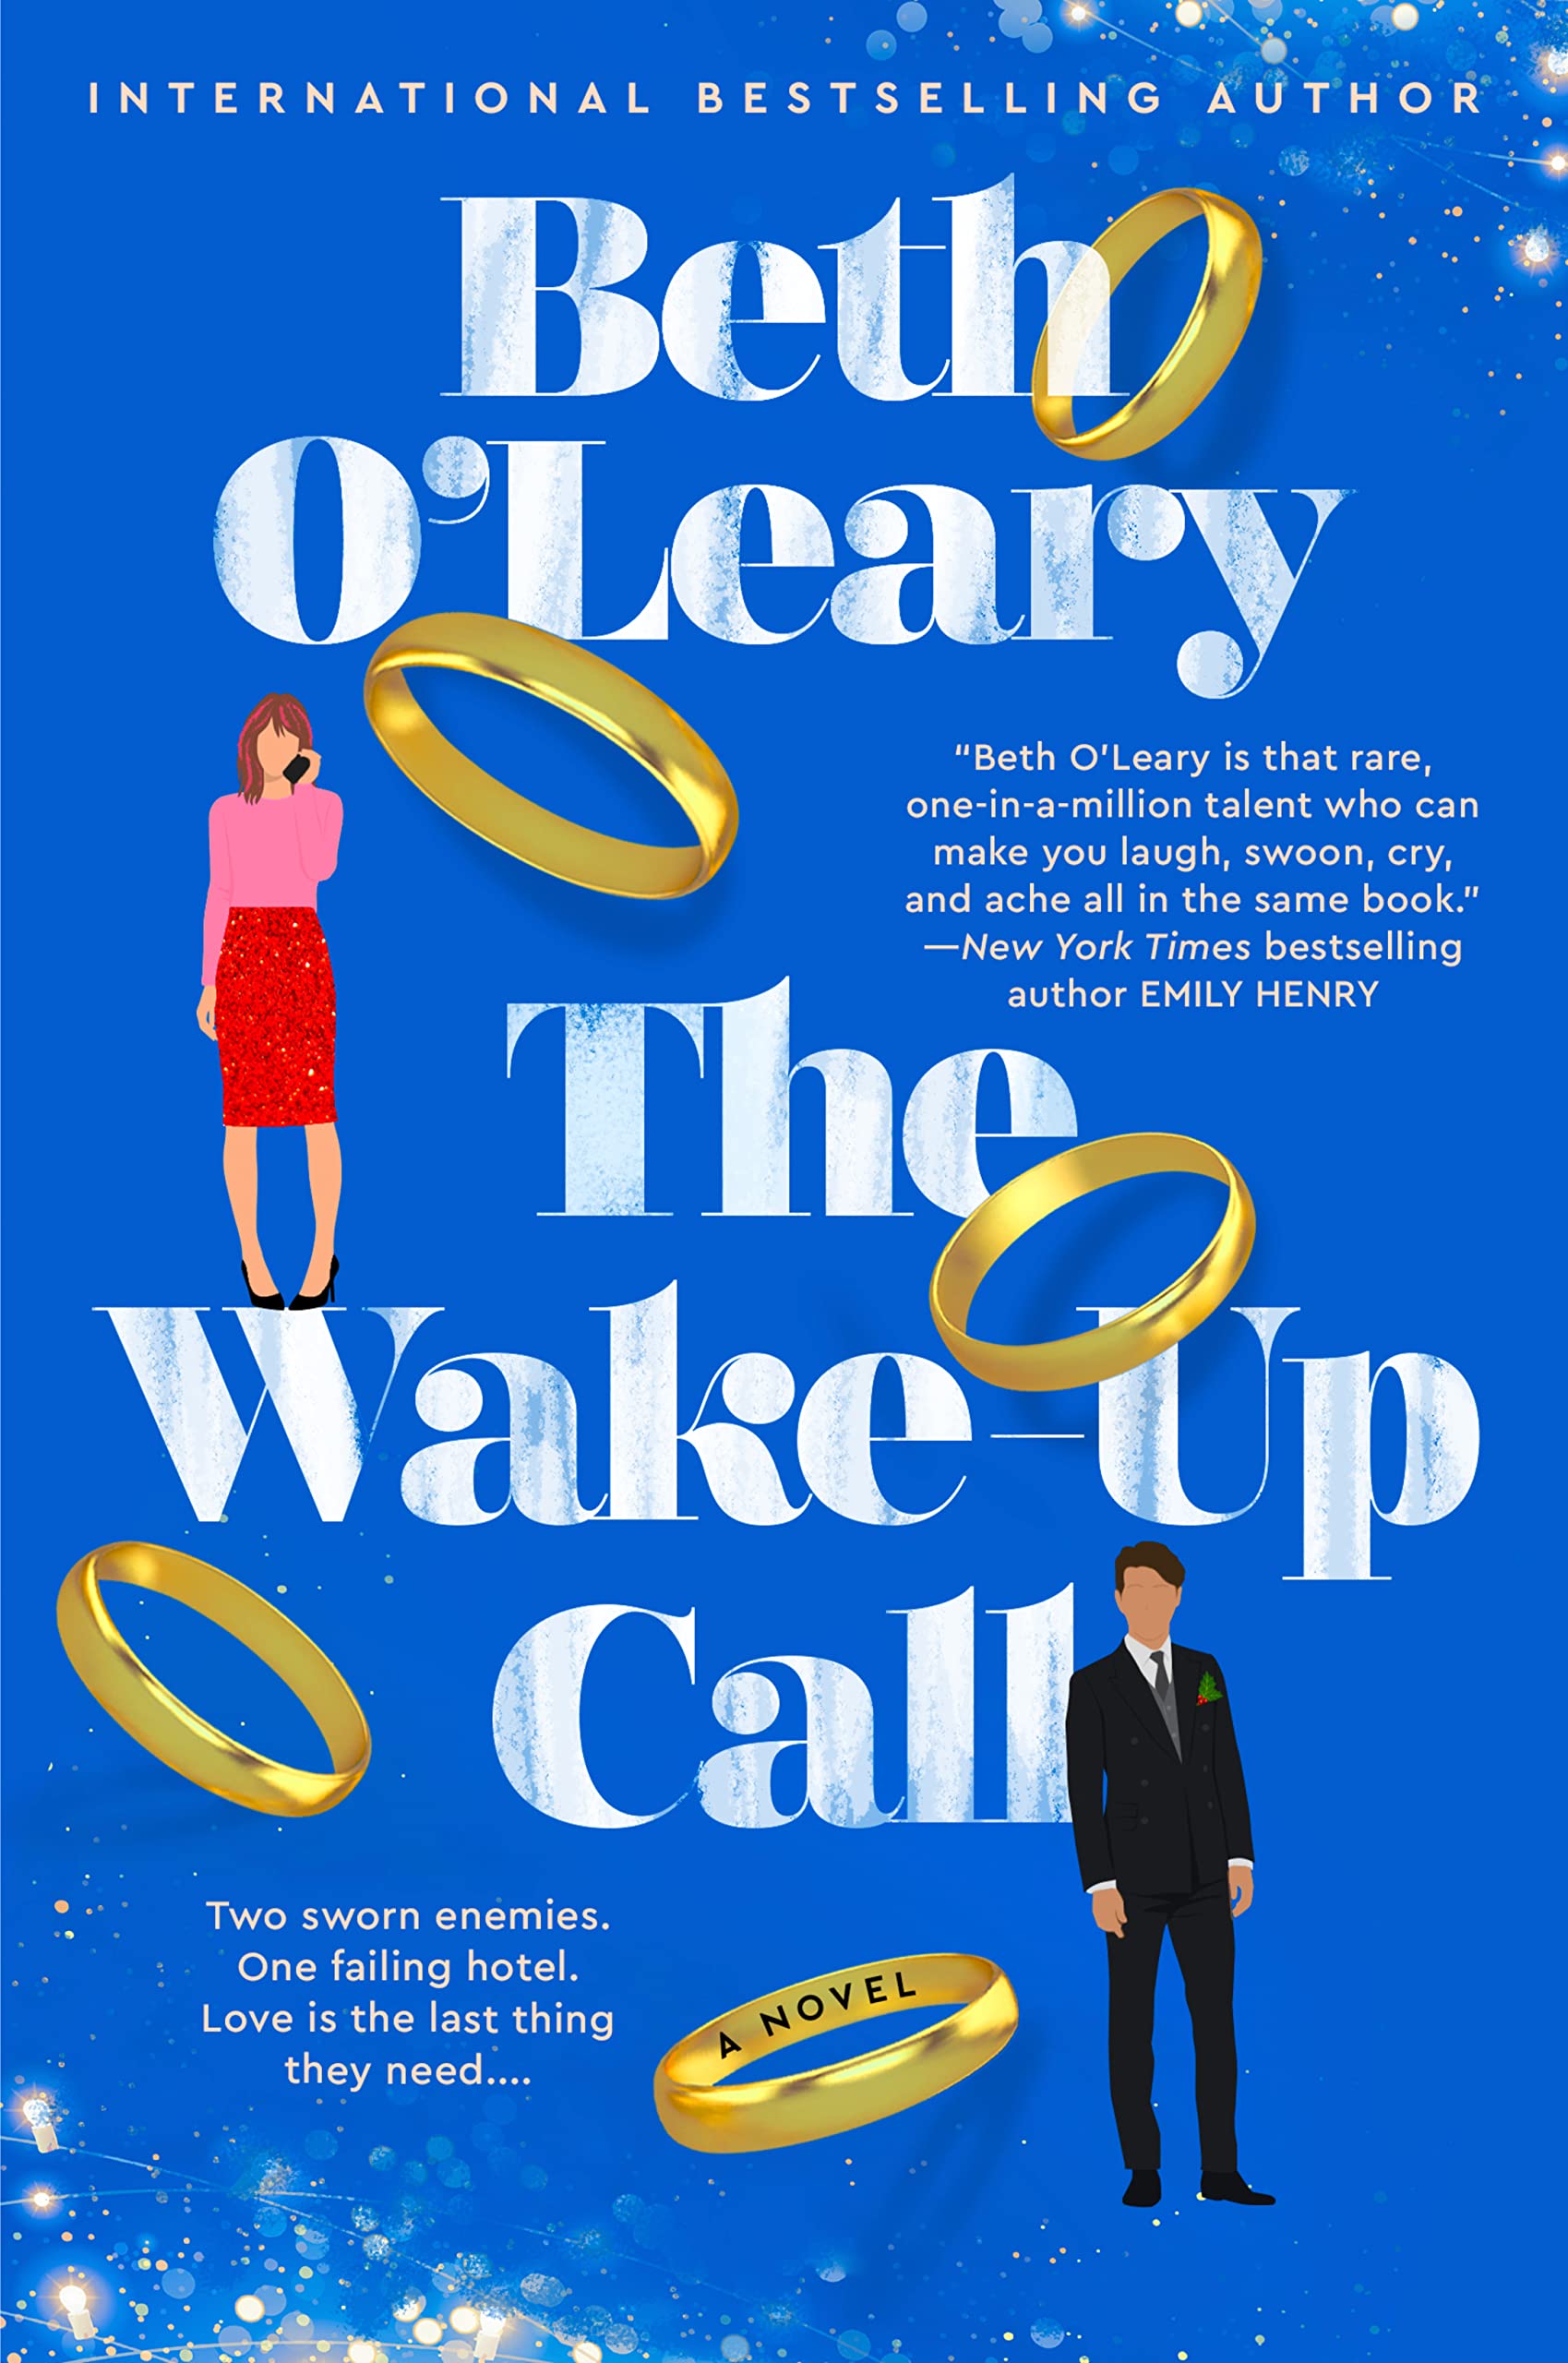 INTERNATIONAL BESTSELLING AUTHOR
Beth
O’Leary
“Beth O’Leary is that rare,
one-in-a-million talent who can
make you laugh, swoon, cry,
and ache all in the same book.”
—New York Times bestselling
author EMILY HENRY
The
Wake-Up
Call
Two sworn enemies.
One failing hotel.
Love is the last thing
they need....
A NOVEL